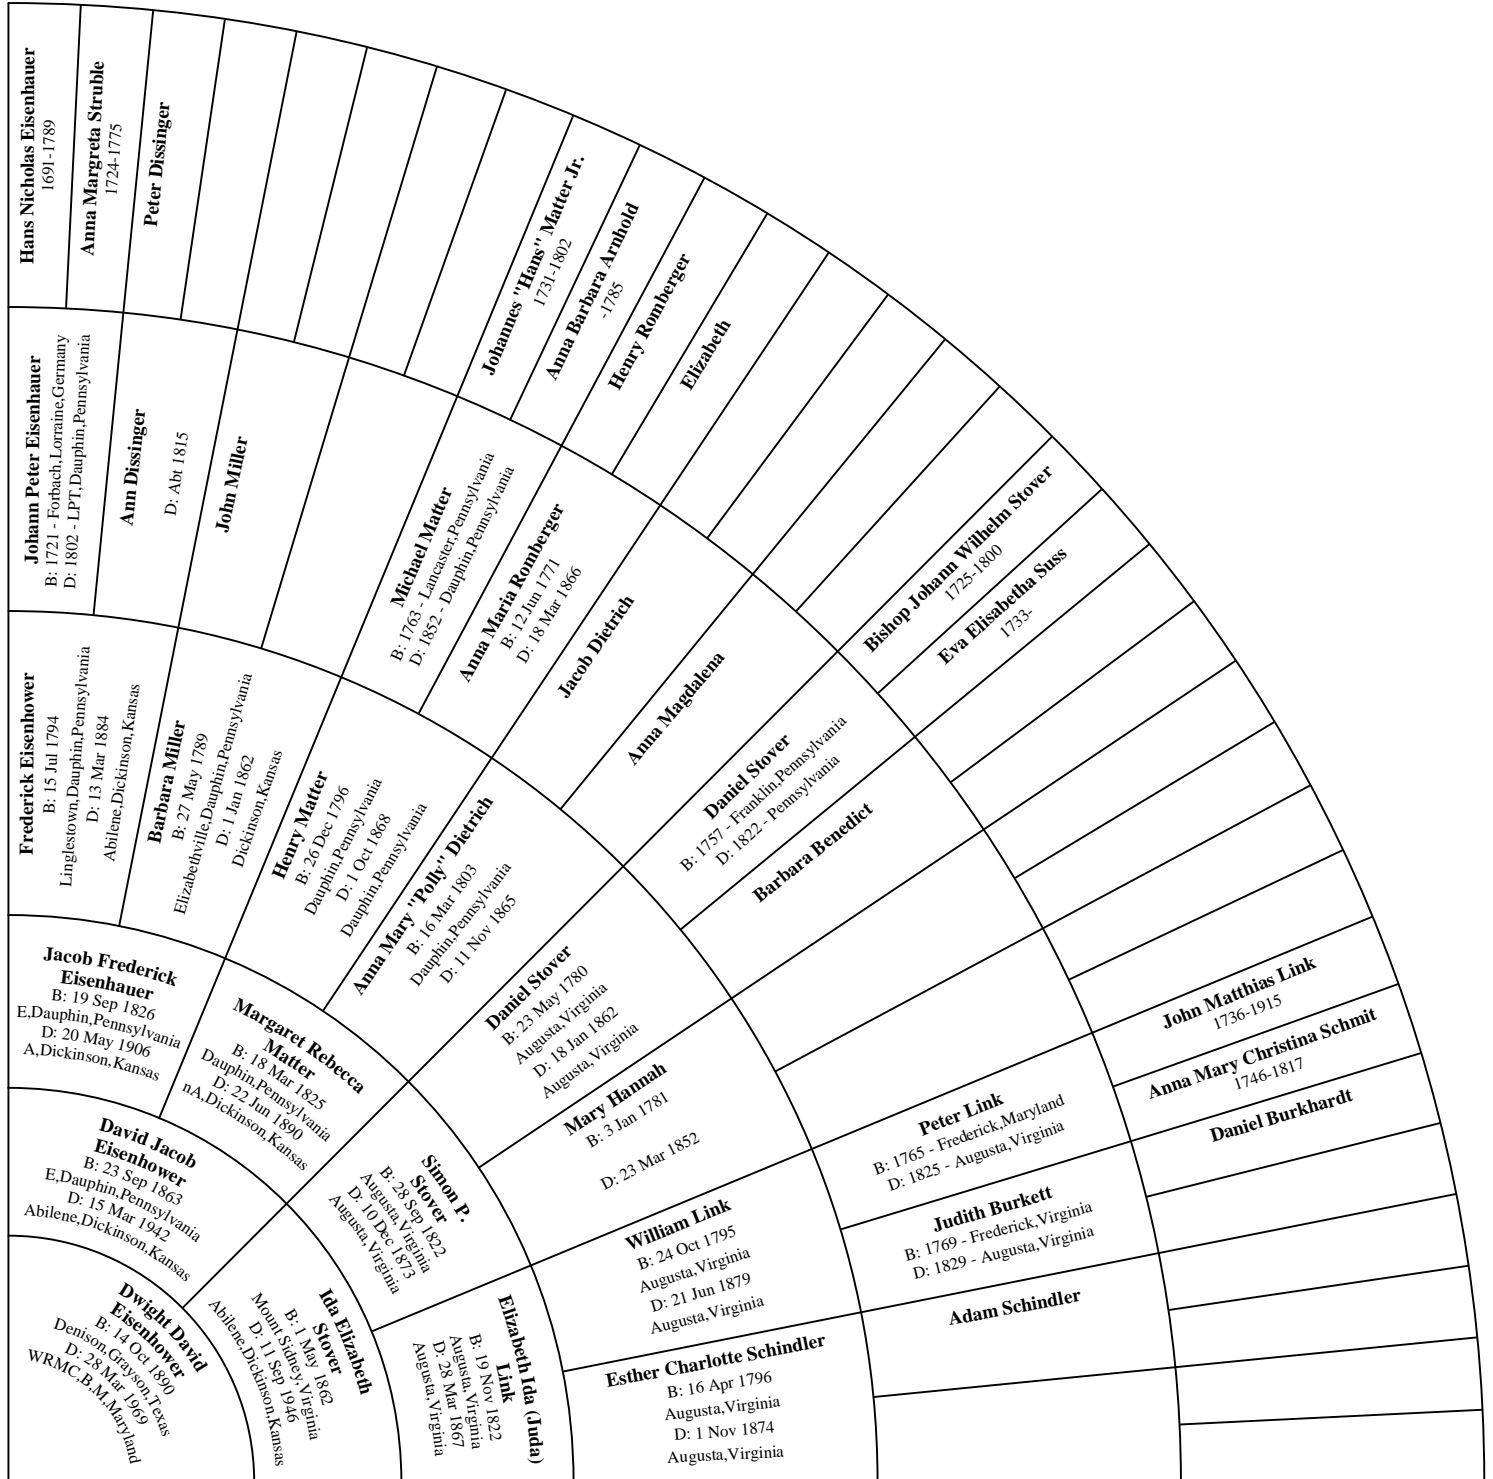 Hans Nicholas Eisenhauer
1691-1789
Anna Margreta Struble
1724-1775
Peter Dissinger
Johannes "Hans" Matter Jr.
1731-1802
Anna Barbara Arnhold
-1785
Henry Romberger
Elizabeth
Bishop Johann Wilhelm Stover
1725-1800
Eva Elisabetha Suss
1733-
John Matthias Link
1736-1915
Anna Mary Christina Schmit
1746-1817
Daniel Burkhardt
Johann Peter Eisenhauer
B: 1721 - Forbach,Lorraine,Germany
D: 1802 - LPT,Dauphin,Pennsylvania
Ann Dissinger
D: Abt 1815
John Miller
Michael Matter
B: 1763 - Lancaster,Pennsylvania
D: 1852 - Dauphin,Pennsylvania
Anna Maria Romberger
B: 12 Jun 1771
D: 18 Mar 1866
Jacob Dietrich
Anna Magdalena
Daniel Stover
B: 1757 - Franklin,Pennsylvania
D: 1822 - Pennsylvania
Barbara Benedict
Peter Link
B: 1765 - Frederick,Maryland
D: 1825 - Augusta,Virginia
Judith Burkett
B: 1769 - Frederick,Virginia
D: 1829 - Augusta,Virginia
Adam Schindler
Frederick Eisenhower
B: 15 Jul 1794
Linglestown,Dauphin,Pennsylvania
D: 13 Mar 1884
Abilene,Dickinson,Kansas
Barbara Miller
B: 27 May 1789
Elizabethville,Dauphin,Pennsylvania
D: 1 Jan 1862
Dickinson,Kansas
Henry Matter
B: 26 Dec 1796
Dauphin,Pennsylvania
D: 1 Oct 1868
Dauphin,Pennsylvania
Anna Mary "Polly" Dietrich
B: 16 Mar 1803
Dauphin,Pennsylvania
D: 11 Nov 1865
Daniel Stover
B: 23 May 1780
Augusta,Virginia
D: 18 Jan 1862
Augusta,Virginia
Mary Hannah
B: 3 Jan 1781
D: 23 Mar 1852
William Link
B: 24 Oct 1795
Augusta,Virginia
D: 21 Jun 1879
Augusta,Virginia
Esther Charlotte Schindler
B: 16 Apr 1796
Augusta,Virginia
D: 1 Nov 1874
Augusta,Virginia
Jacob Frederick
Eisenhauer
B: 19 Sep 1826
E,Dauphin,Pennsylvania
D: 20 May 1906
A,Dickinson,Kansas
Margaret Rebecca
Matter
B: 18 Mar 1825
Dauphin,Pennsylvania
D: 22 Jun 1890
nA,Dickinson,Kansas
Simon P.
Stover
B: 28 Sep 1822
Augusta,Virginia
D: 10 Dec 1873
Augusta,Virginia
Elizabeth Ida (Juda)
Link
B: 19 Nov 1822
Augusta,Virginia
D: 28 Mar 1867
Augusta,Virginia
David Jacob
Eisenhower
B: 23 Sep 1863
E,Dauphin,Pennsylvania
D: 15 Mar 1942
Abilene,Dickinson,Kansas
Ida Elizabeth
Stover
B: 1 May 1862
Mount Sidney,Virginia
D: 11 Sep 1946
Abilene,Dickinson,Kansas
Dwight David
Eisenhower
B: 14 Oct 1890
Denison,Grayson,Texas
D: 28 Mar 1969
WRMC,B,M,Maryland